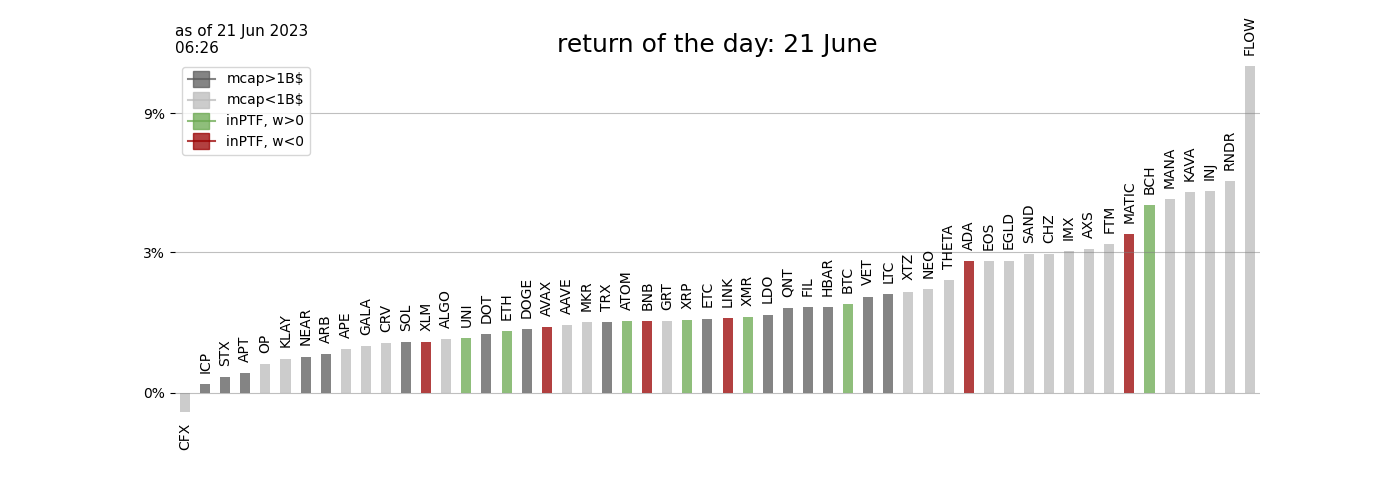 as of 21 Jun 2023
06:26
return of the day: 21 June
mcap>1B$
mcap<1B$
inPTF, w>0
inPTF, w<0
9%
3%
0%
CFX
ICP
STX
APT
OP
KLAY
NEAR
ARB
APE
GALA
CRV
SOL
XLM
ALGO
UNI
DOT
ETH
DOGE
AVAX
AAVE
MKR
TRX
ATOM
BNB
GRT
XRP
ETC
LINK
XMR
LDO
QNT
FIL
HBAR
BTC
VET
LTC
XTZ
NEO
THETA
ADA
EOS
EGLD
SAND
CHZ
IMX
AXS
FTM
MATIC
BCH
MANA
KAVA
INJ
RNDR
FLOW